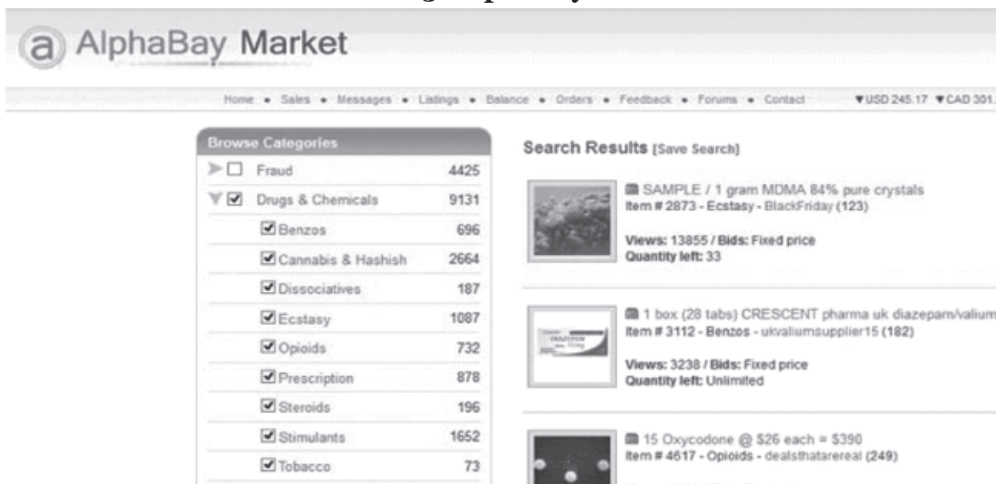 a AlphaBay Market
Home • Sales • Messages • Listings • Balance • Orders • Feedback • Forums • Contact ▼USD 245.17 ▼CAD 301.
Browse Categories
Fraud 4425
Drugs & Chemicals 9131
Benzos 696
Cannabis & Hashish 2664
Dissociatives 187
Ecstasy 1087
Opioids 732
Prescription 878
Steroids 196
Stimulants 1652
Tobacco 73
Search Results [Save Search]
SAMPLE / 1 gram MDMA 84% pure crystals
Item # 2873 - Ecstasy - BlackFriday (123)
Views: 13855 / Bids: Fixed price
Quantity left: 33
1 box (28 tabs) CRESCENT pharma uk diazepam/valium
Item # 3112 - Benzos - ukvaliumsupplier15 (182)
Views: 3238 / Bids: Fixed price
Quantity left: Unlimited
15 Oxycodone @ $26 each = $390
Item # 4617 - Opioids - dealsthatarereal (249)